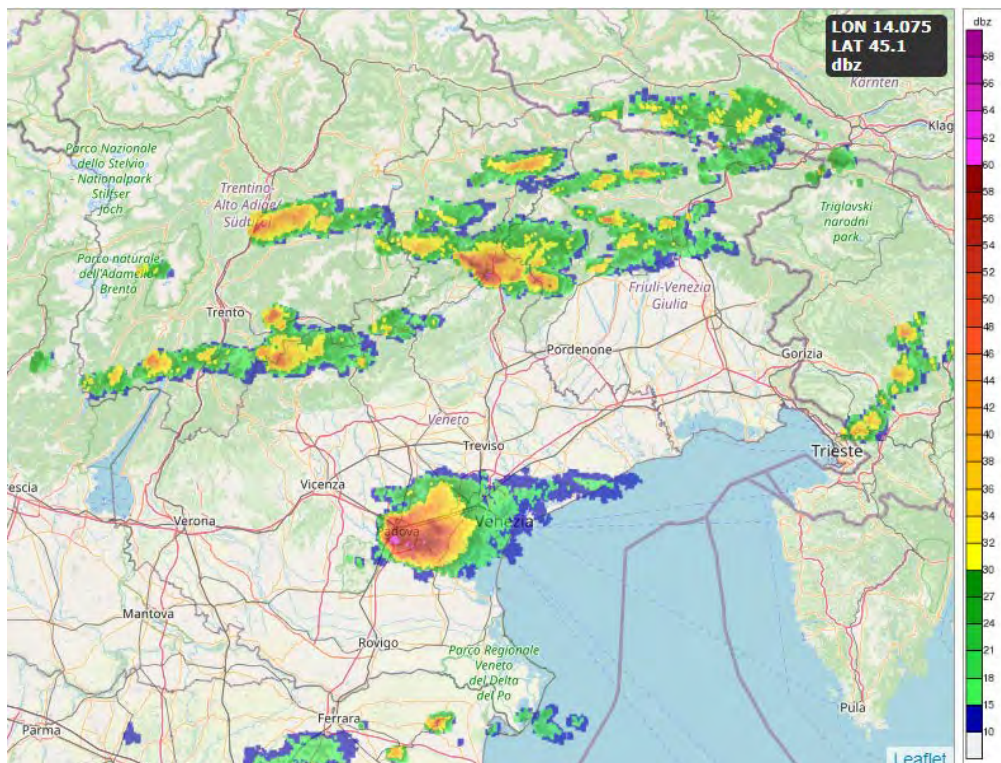 dbz
LON 14.075
LAT 45.1
dbz
68
66
64
62
60
58
56
54
52
50
48
46
44
42
40
38
36
34
32
30
27
24
21
18
15
10
Kärnten
Klag
Parco Nazionale
dello Stelvio
- Nationalpark
Stilfser
Joch
Trentino-
Alto Adige/
Südt
Triglavski
narodni
park
Parco naturale
dell'Adamello
Brenta
Friuli-Venezia
Giulia
Trento
Pordenone
Gorizia
Veneto
Treviso
Trieste
Vicenza
rescia
Verona
Padova
Venezia
Mantova
Rovigo
Parco Regionale
Veneto
del Delta
del Po
Ferrara
Pula
Parma
Leaflet